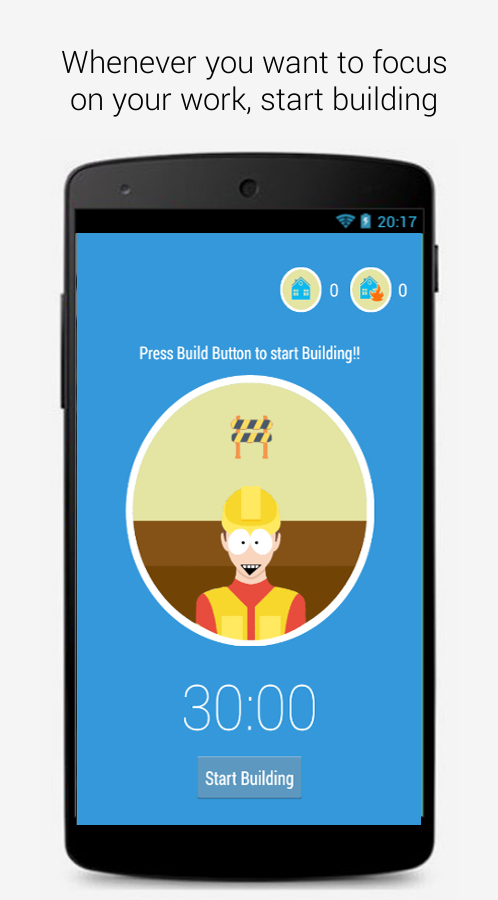 Whenever you want to focus
on your work, start building
20:17
0 0
Press Build Button to start Building!!
30:00
Start Building